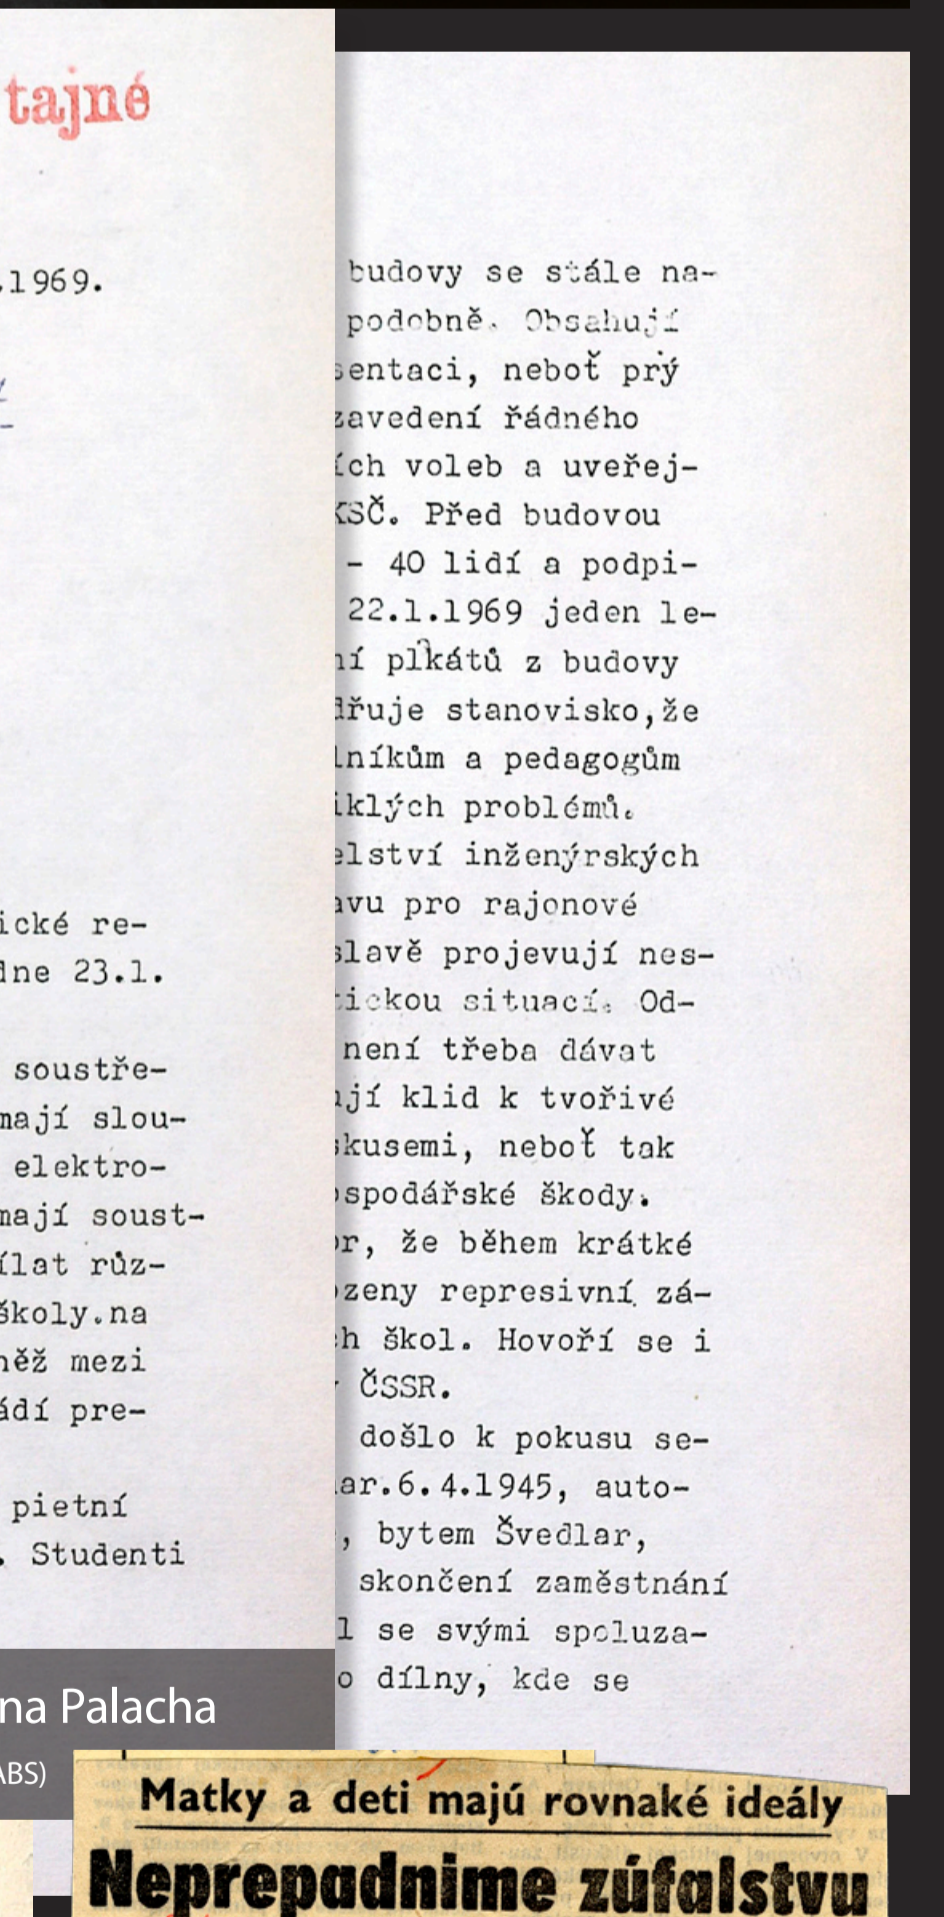 tajné
.1969.
ické re-
dne 23.1.
soustře-
mají slou-
elektro-
mají soust-
ílat růz-
školy.na
něž mezi
ádí pre-
pietní
. Studenti
na Palacha
ABS)
budovy se stále na-
podobně. Obsahují
sentaci, neboť prý
zavedení řádného
ích voleb a uveřej-
KSČ. Před budovou
- 40 lidí a podpi-
22.1.1969 jeden le-
ní plkátů z budovy
dřuje stanovisko,že
lníkům a pedagogům
iklých problémů.
elství inženýrských
avu pro rajonové
slavě projevují nes-
tickou situací. Od-
není třeba dávat
ují klid k tvořivé
skusemi, neboť tak
ospodářské škody.
or, že během krátké
ozeny represivní zá-
ch škol. Hovoří se i
ČSSR.
došlo k pokusu se-
ar.6.4.1945, auto-
, bytem Švedlar,
skončení zaměstnání
l se svými spoluza-
o dílny, kde se
Matky a deti majú rovnaké ideály
Neprepadnime zúfalstvu